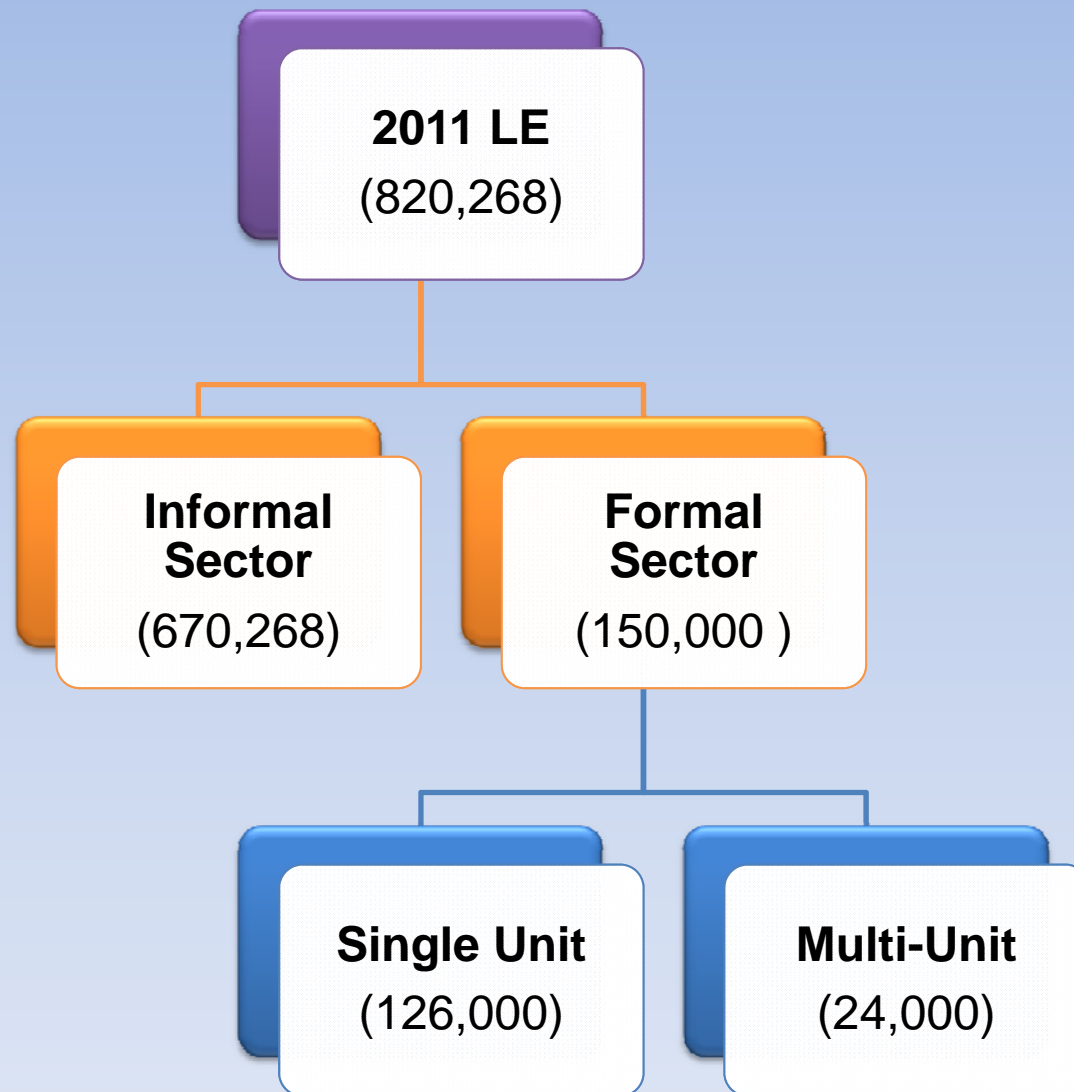 2011 LE
(820,268)
Informal
Sector
(670,268)
Formal
Sector
(150,000 )
Single Unit
(126,000)
Multi-Unit
(24,000)